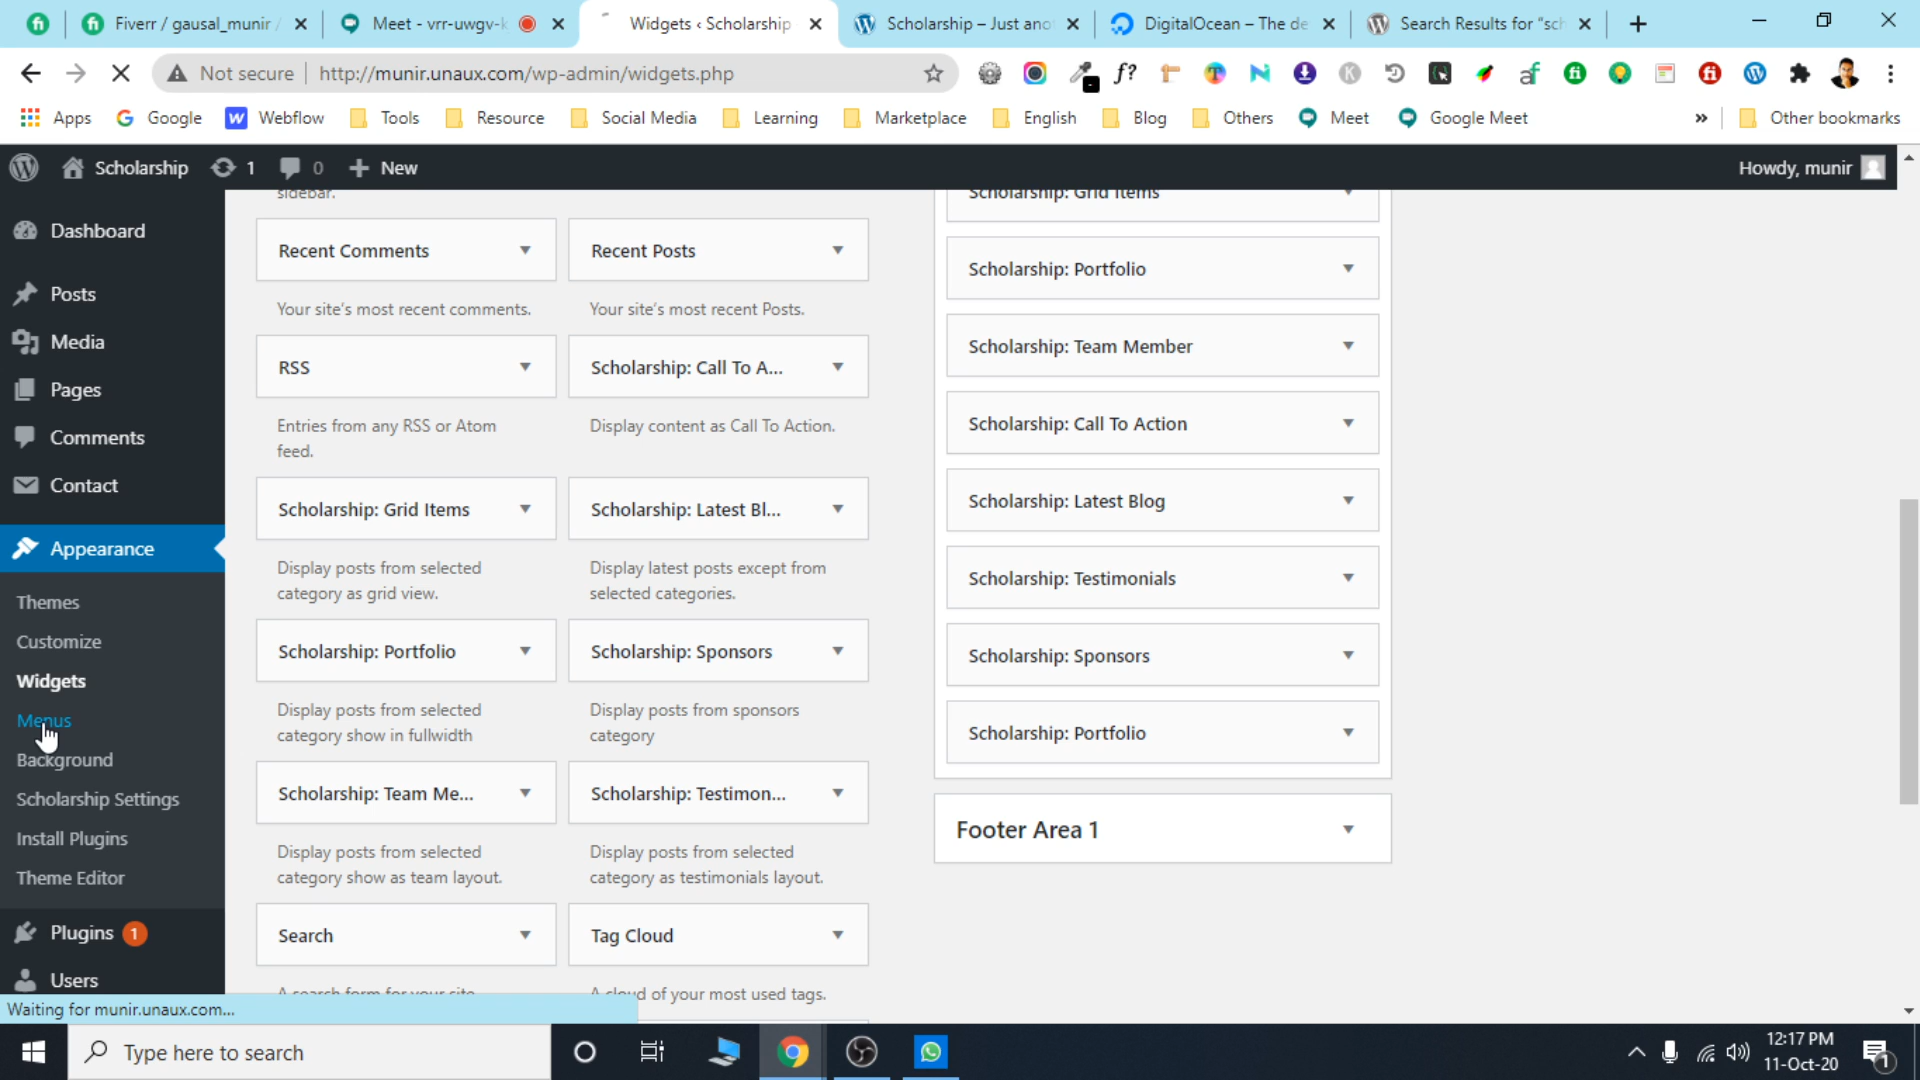 Fiverr / gausal_munir /
Meet - vrr-uwgv-k
Widgets ‹ Scholarship
Scholarship – Just ano
DigitalOcean – The de
Search Results for "sch
Not secure
http://munir.unaux.com/wp-admin/widgets.php
f?
Apps
Google
Webflow
Tools
Resource
Social Media
Learning
Marketplace
English
Blog
Others
Meet
Google Meet
»
Other bookmarks
Scholarship
1
0
New
Howdy, munir
Dashboard
Posts
Media
Pages
Comments
Contact
Appearance
Themes
Customize
Widgets
Menus
Background
Scholarship Settings
Install Plugins
Theme Editor
Plugins 1
Users
sidebar.
Recent Comments
Your site's most recent comments.
Recent Posts
Your site's most recent Posts.
RSS
Entries from any RSS or Atom
feed.
Scholarship: Call To A...
Display content as Call To Action.
Scholarship: Grid Items
Display posts from selected
category as grid view.
Scholarship: Latest Bl...
Display latest posts except from
selected categories.
Scholarship: Portfolio
Display posts from selected
category show in fullwidth
Scholarship: Sponsors
Display posts from sponsors
category
Scholarship: Team Me...
Display posts from selected
category show as team layout.
Scholarship: Testimon...
Display posts from selected
category as testimonials layout.
Search
A search form for your site.
Tag Cloud
A cloud of your most used tags.
Scholarship: Grid Items
Scholarship: Portfolio
Scholarship: Team Member
Scholarship: Call To Action
Scholarship: Latest Blog
Scholarship: Testimonials
Scholarship: Sponsors
Scholarship: Portfolio
Footer Area 1
Waiting for munir.unaux.com...
Type here to search
12:17 PM
11-Oct-20
1